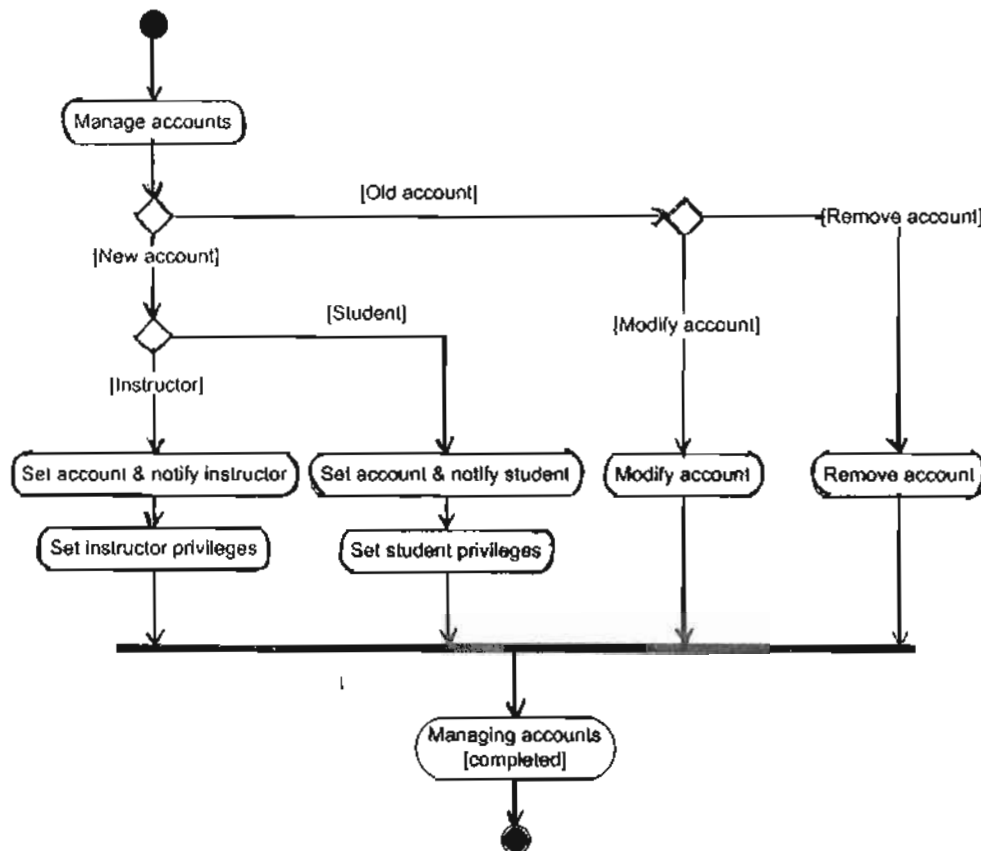 Manage accounts
[Old account]
[Remove account]
[New account]
[Student]
[Modify account]
[Instructor]
Set account & notify instructor
Set account & notify student
Modify account
Remove account
Set instructor privileges
Set student privileges
Managing accounts
[completed]